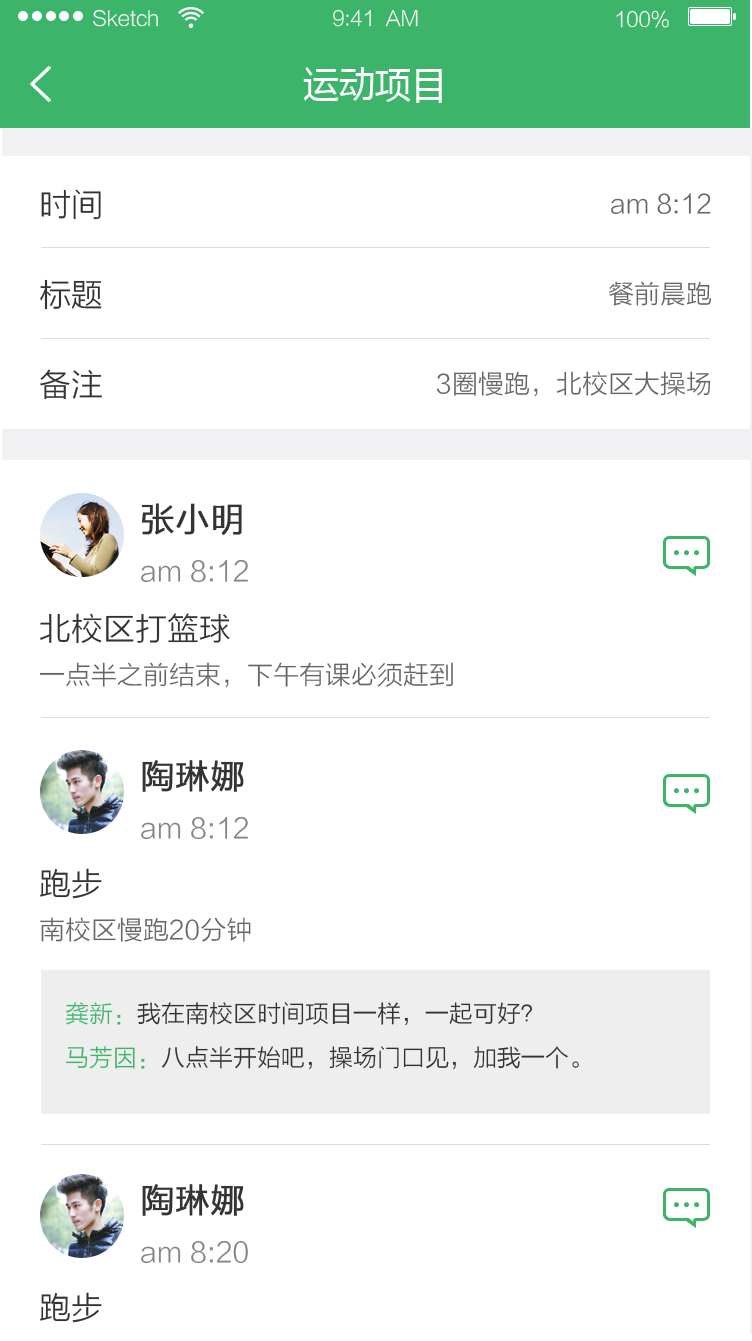 Sketch 9:41 AM 100%
运动项目
时间 am 8:12
标题 餐前晨跑
备注 3圈慢跑，北校区大操场
张小明
am 8:12
北校区打篮球
一点半之前结束，下午有课必须赶到
陶琳娜
am 8:12
跑步
南校区慢跑20分钟
龚新：我在南校区时间项目一样，一起可好?
马芳因：八点半开始吧，操场门口见，加我一个。
陶琳娜
am 8:20
跑步